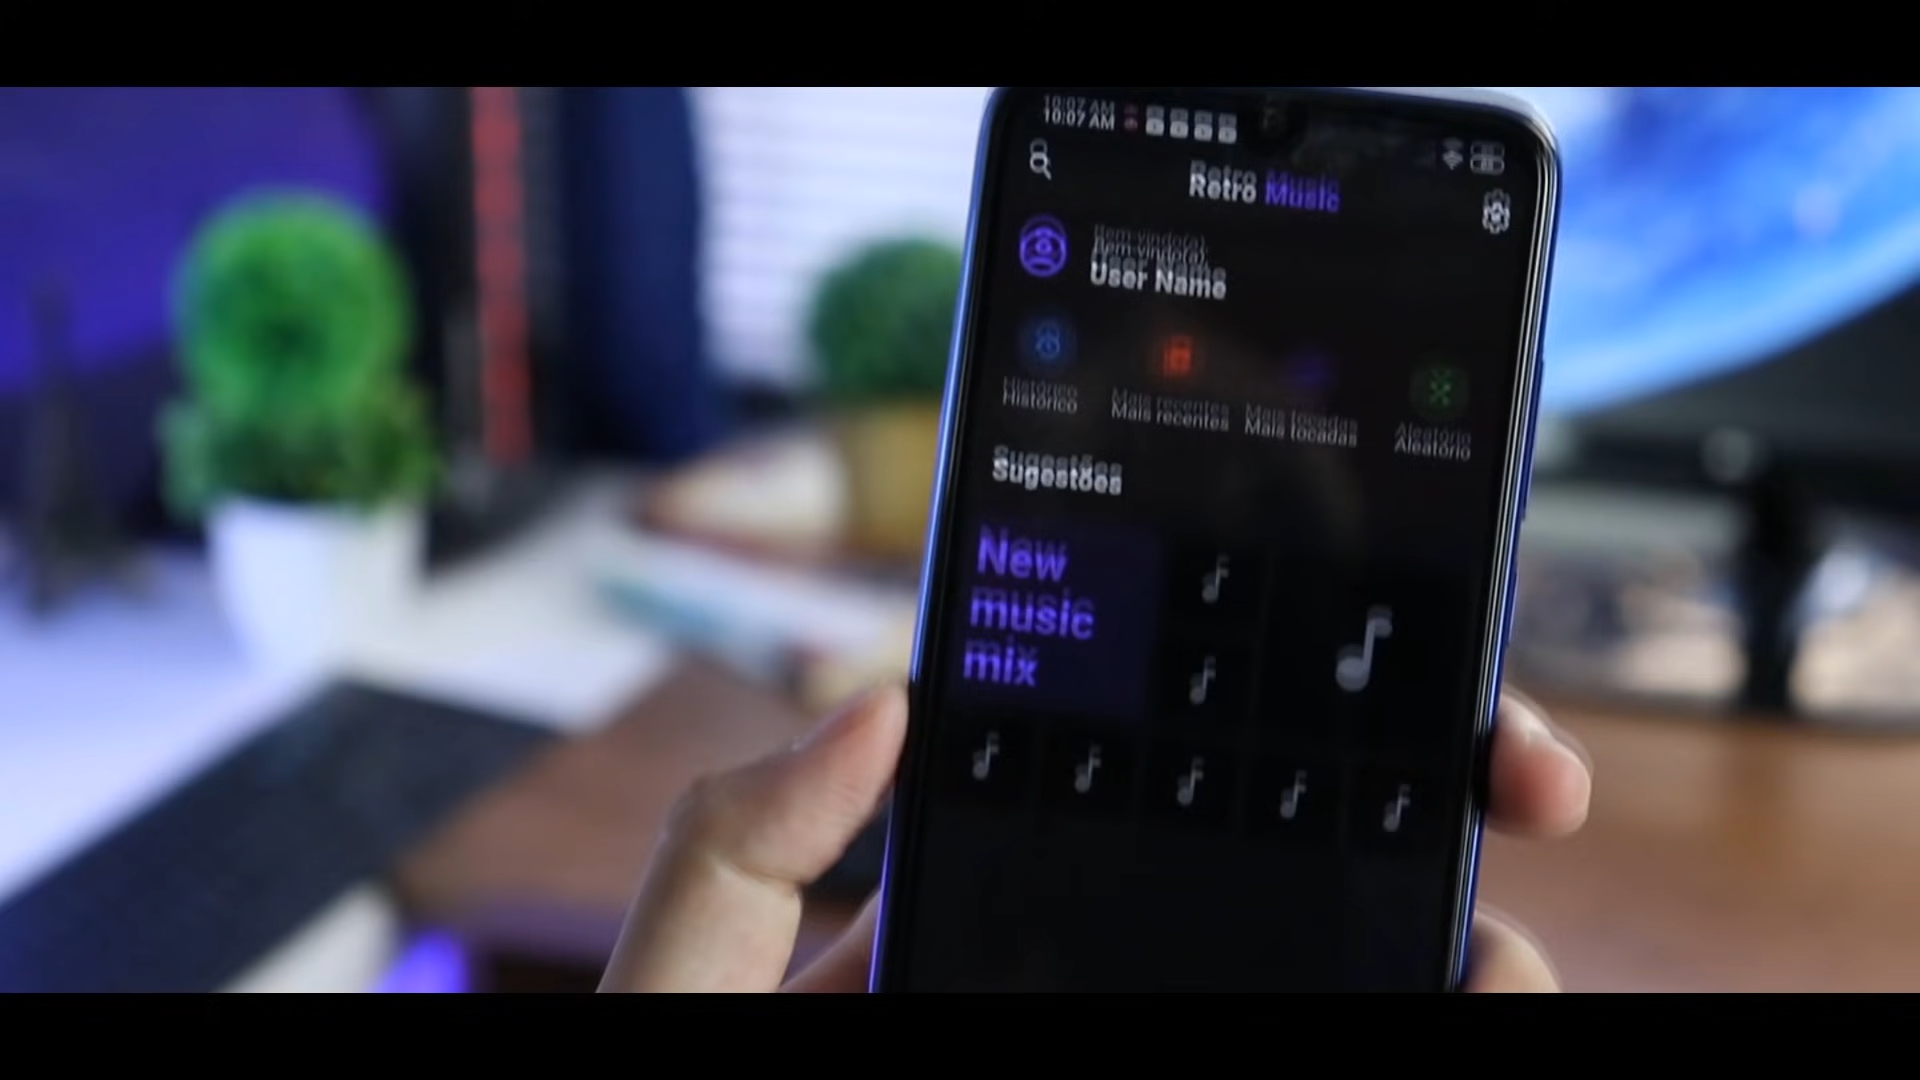 10:07 AM
Retro Music
Bem-vindo(a),
User Name
Histórico
Mais recentes
Mais tocadas
Aleatório
Sugestões
New
music
mix